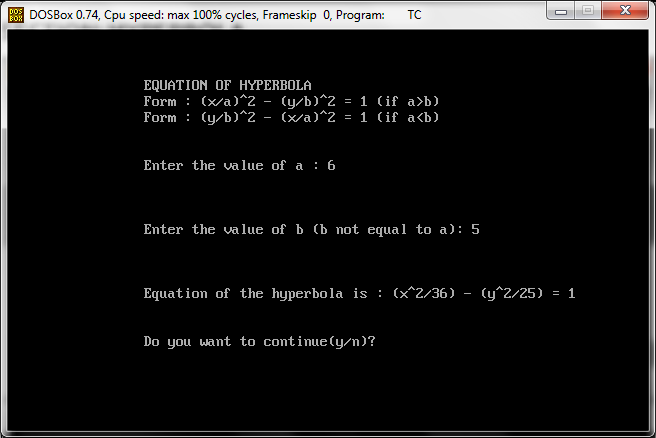 DOSBox 0.74, Cpu speed: max 100% cycles, Frameskip 0, Program: TC
EQUATION OF HYPERBOLA
Form : (x/a)^2 - (y/b)^2 = 1 (if a>b)
Form : (y/b)^2 - (x/a)^2 = 1 (if a<b)
Enter the value of a : 6
Enter the value of b (b not equal to a): 5
Equation of the hyperbola is : (x^2/36) - (y^2/25) = 1
Do you want to continue(y/n)?